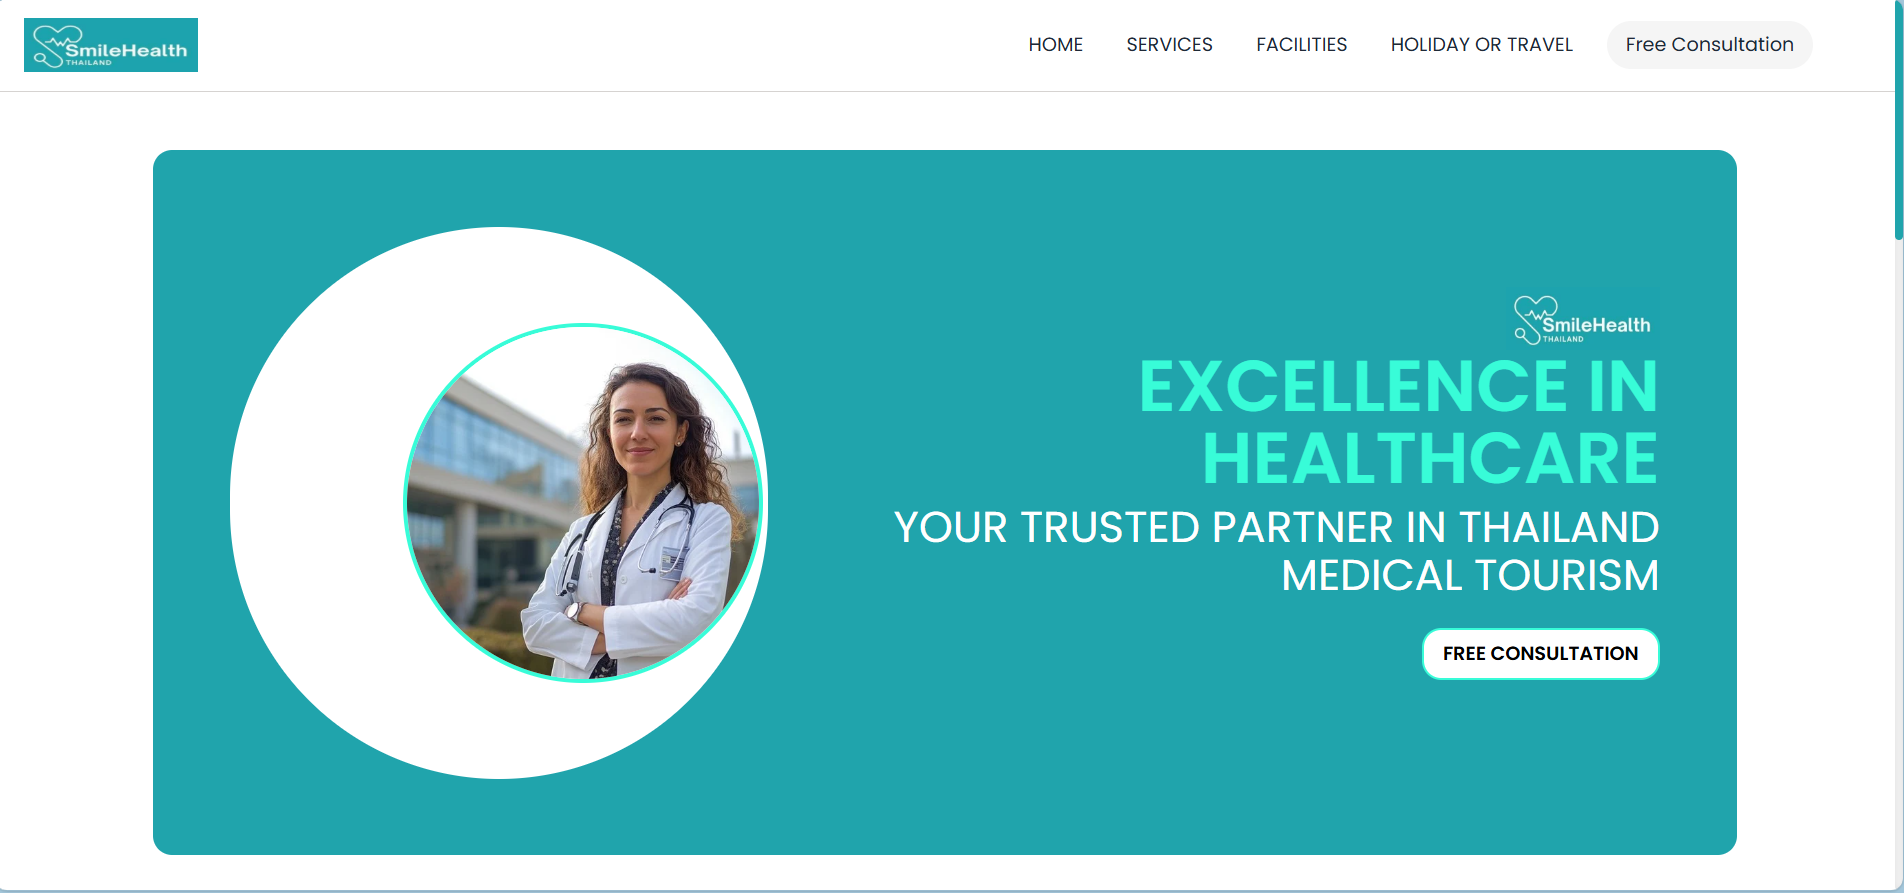 SmileHealth
THAILAND
HOME SERVICES FACILITIES HOLIDAY OR TRAVEL Free Consultation
SmileHealth
THAILAND
EXCELLENCE IN
HEALTHCARE
YOUR TRUSTED PARTNER IN THAILAND
MEDICAL TOURISM
FREE CONSULTATION